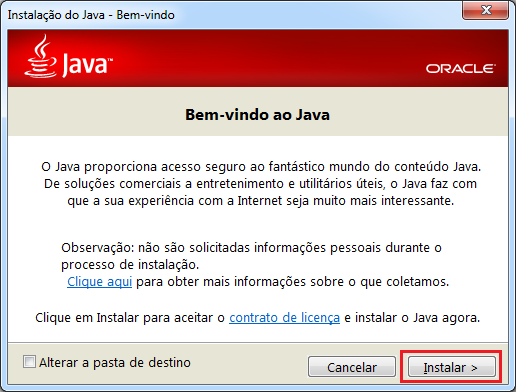 Instalação do Java - Bem-vindo
Java™
ORACLE
Bem-vindo ao Java
O Java proporciona acesso seguro ao fantástico mundo do conteúdo Java.
De soluções comerciais a entretenimento e utilitários úteis, o Java faz com
que a sua experiência com a Internet seja muito mais interessante.
Observação: não são solicitadas informações pessoais durante o
processo de instalação.
Clique aqui para obter mais informações sobre o que coletamos.
Clique em Instalar para aceitar o contrato de licença e instalar o Java agora.
Alterar a pasta de destino
Cancelar
Instalar >